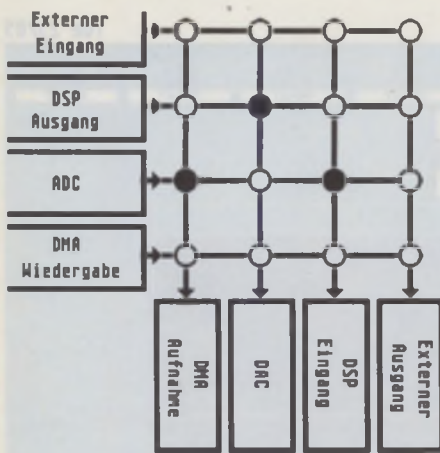 Externer
Eingang
DSP
Ausgang
ADC
DMA
Wiedergabe
DMA
Aufnahme
DAC
DSP
Eingang
Externer
Ausgang